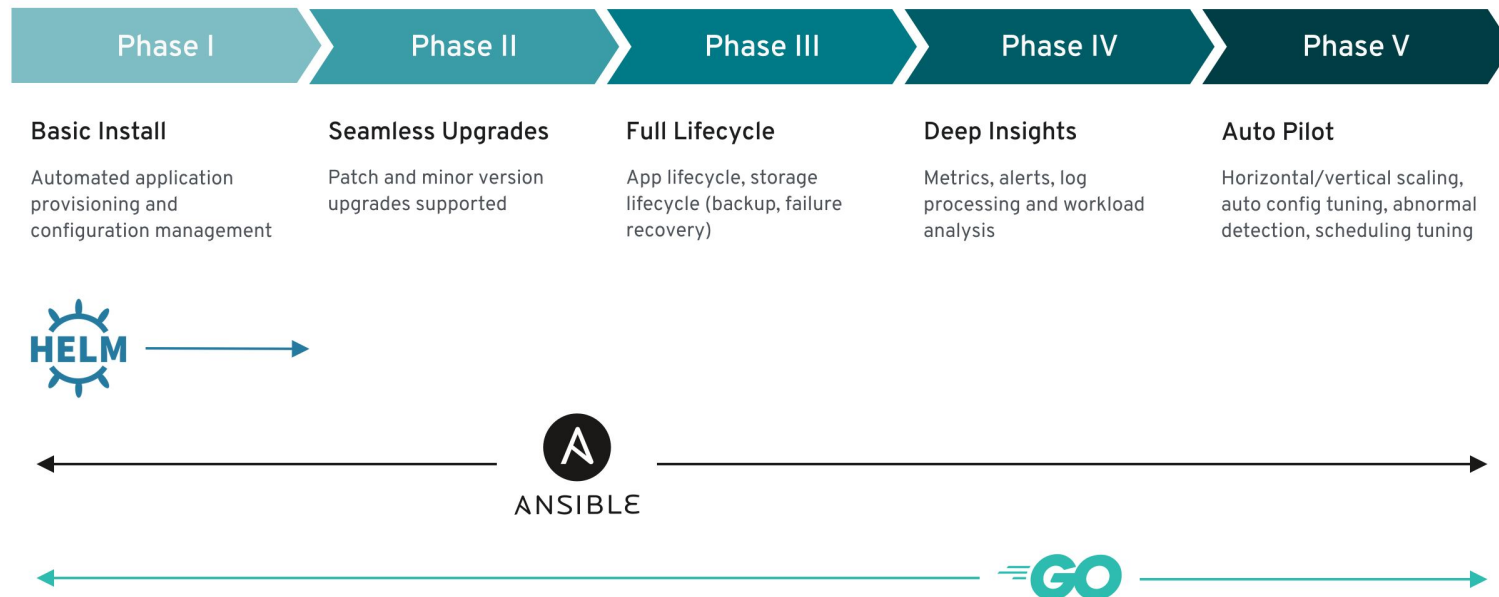 Phase I
Phase II
Phase III
Phase IV
Phase V
Basic Install
Automated application
provisioning and
configuration management
Seamless Upgrades
Patch and minor version
upgrades supported
Full Lifecycle
App lifecycle, storage
lifecycle (backup, failure
recovery)
Deep Insights
Metrics, alerts, log
processing and workload
analysis
Auto Pilot
Horizontal/vertical scaling,
auto config tuning, abnormal
detection, scheduling tuning
HELM
A
ANSIBLE
GO